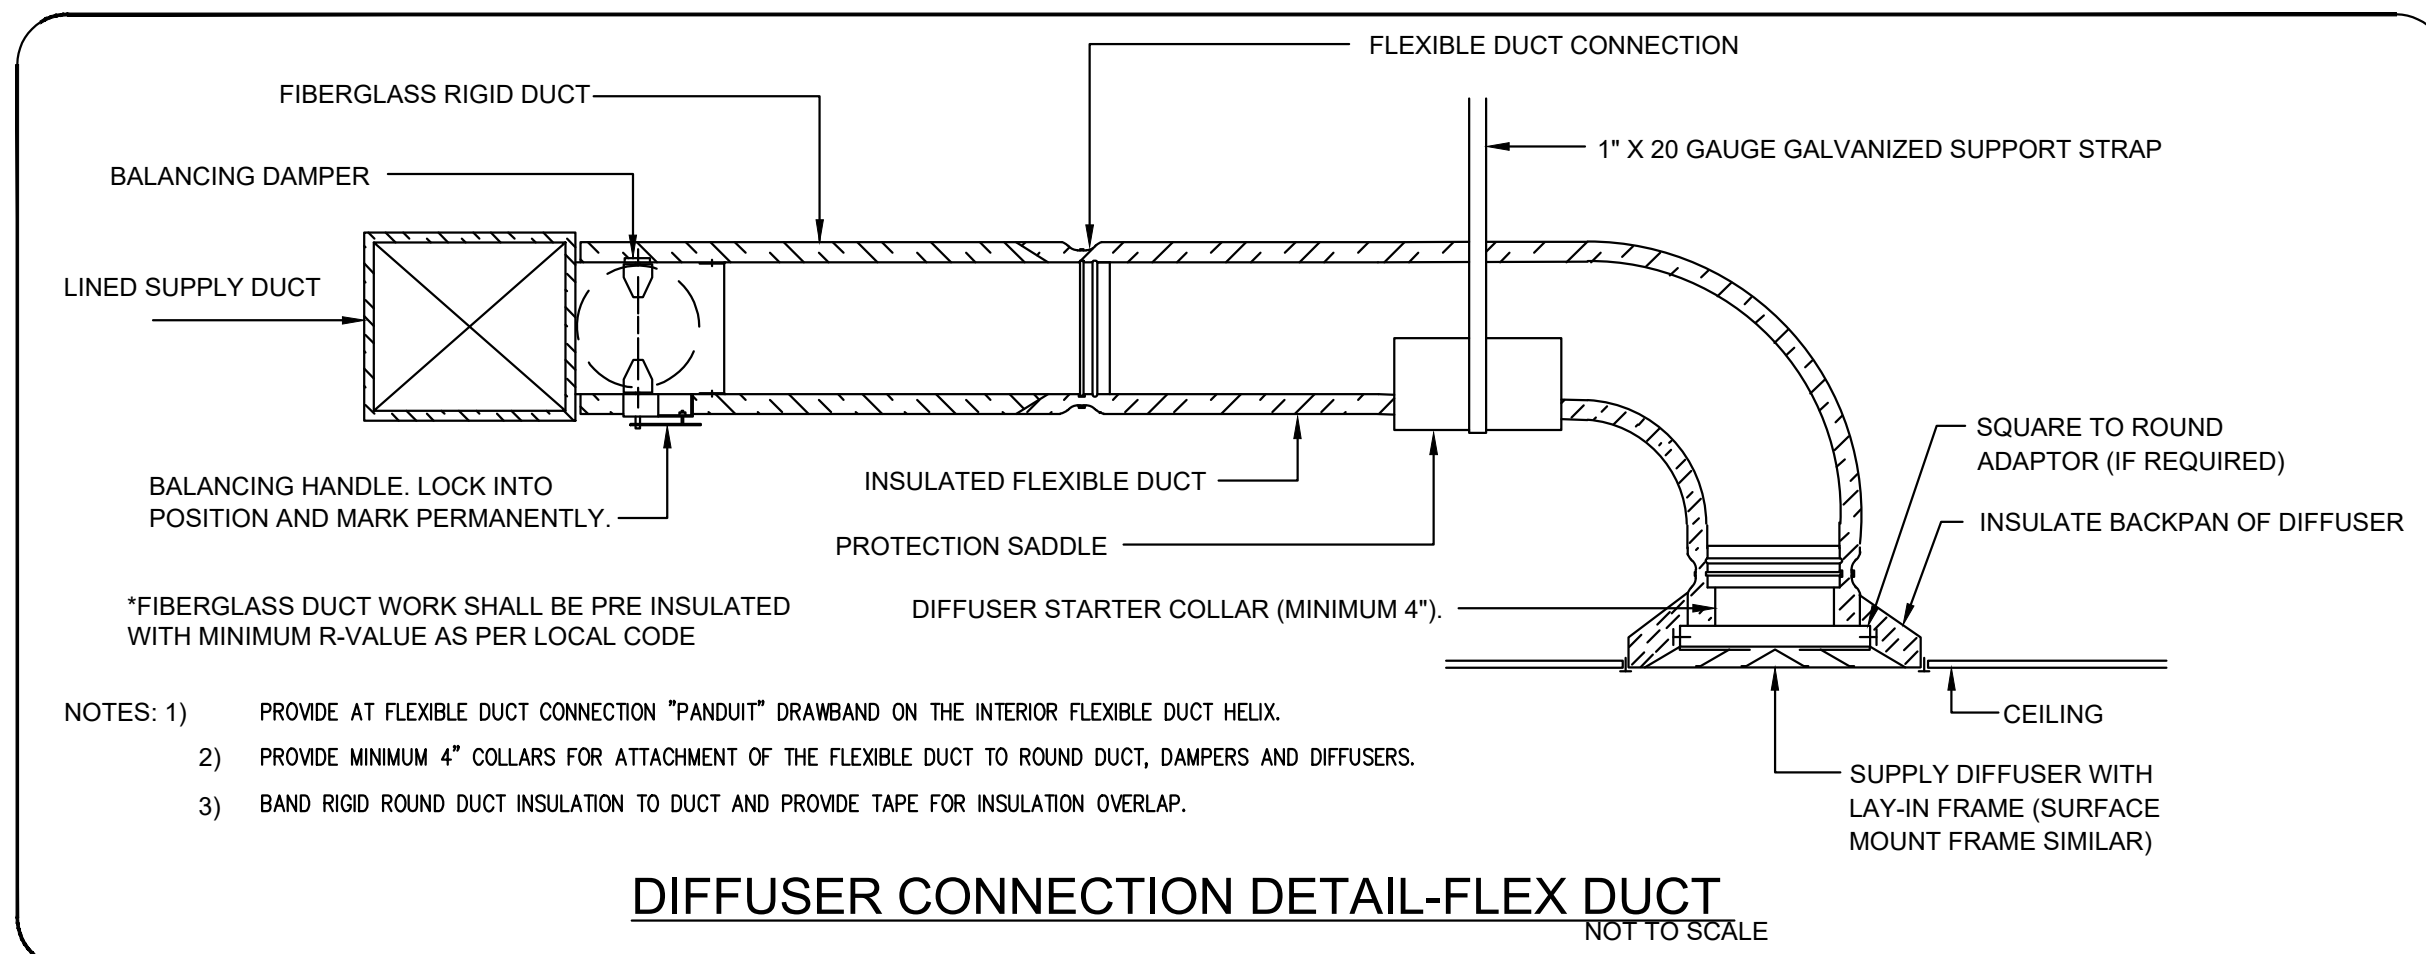 FLEXIBLE DUCT CONNECTION
FIBERGLASS RIGID DUCT
1" X 20 GAUGE GALVANIZED SUPPORT STRAP
BALANCING DAMPER
LINED SUPPLY DUCT
SQUARE TO ROUND
ADAPTOR (IF REQUIRED)
BALANCING HANDLE. LOCK INTO
POSITION AND MARK PERMANENTLY.
INSULATED FLEXIBLE DUCT
INSULATE BACKPAN OF DIFFUSER
PROTECTION SADDLE
*FIBERGLASS DUCT WORK SHALL BE PRE INSULATED
WITH MINIMUM R-VALUE AS PER LOCAL CODE
DIFFUSER STARTER COLLAR (MINIMUM 4").
NOTES: 1) PROVIDE AT FLEXIBLE DUCT CONNECTION "PANDUIT" DRAWBAND ON THE INTERIOR FLEXIBLE DUCT HELIX.
2) PROVIDE MINIMUM 4" COLLARS FOR ATTACHMENT OF THE FLEXIBLE DUCT TO ROUND DUCT, DAMPERS AND DIFFUSERS.
3) BAND RIGID ROUND DUCT INSULATION TO DUCT AND PROVIDE TAPE FOR INSULATION OVERLAP.
CEILING
SUPPLY DIFFUSER WITH
LAY-IN FRAME (SURFACE
MOUNT FRAME SIMILAR)
DIFFUSER CONNECTION DETAIL-FLEX DUCT
NOT TO SCALE